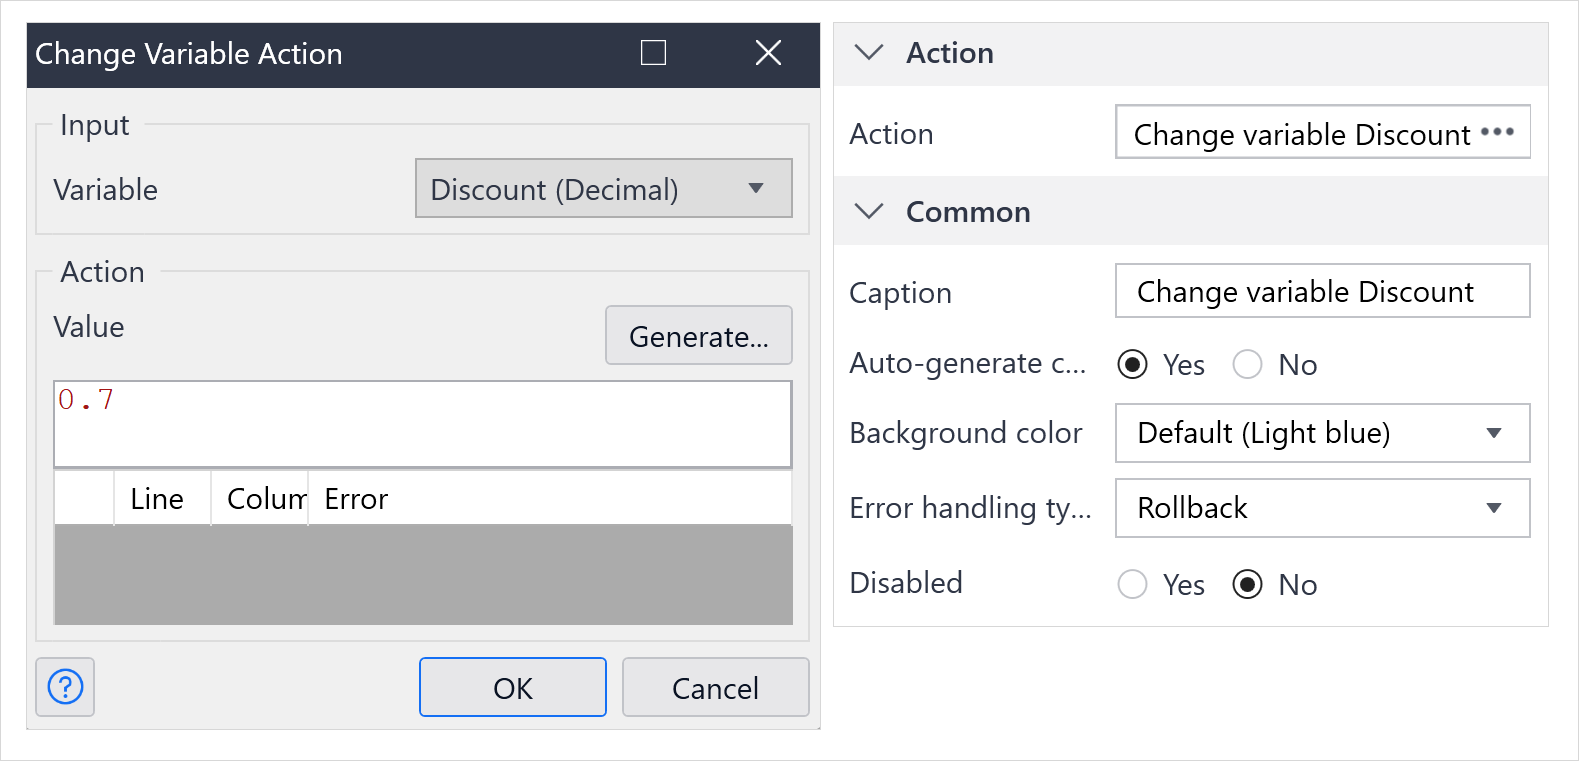 Change Variable Action
Input
Variable
Discount (Decimal)
Action
Value
Generate...
0.7
Line
Colum
Error
?
OK
Cancel
Action
Action
Change variable Discount •••
Common
Caption
Change variable Discount
Auto-generate c...
Yes
No
Background color
Default (Light blue)
Error handling ty...
Rollback
Disabled
Yes
No